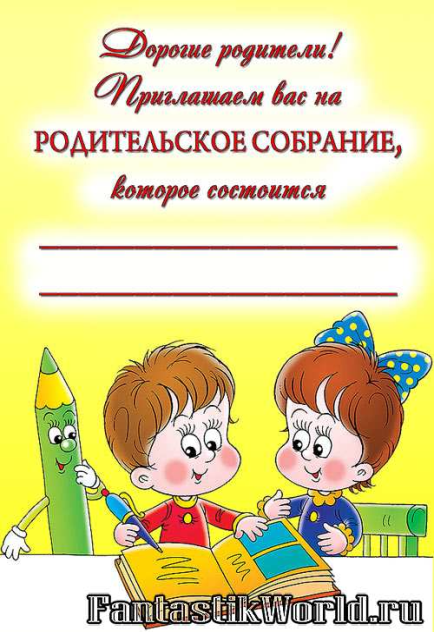 Дорогие родители!
Приглашаем вас на
РОДИТЕЛЬСКОЕ СОБРАНИЕ,
которое состоится
FantastikWorld.ru